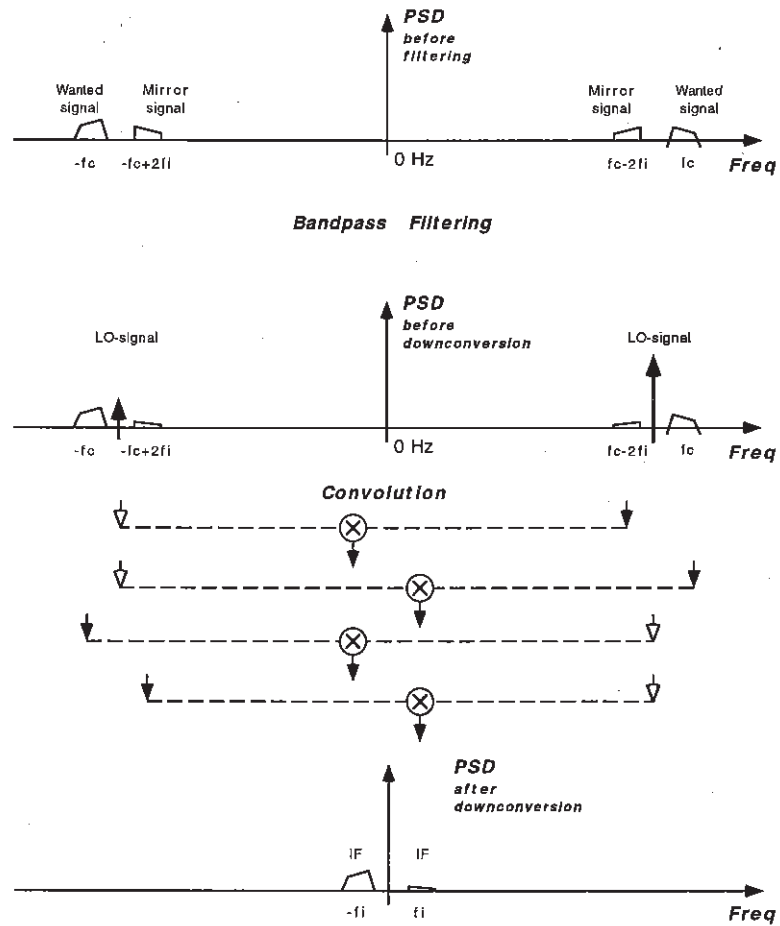 PSD
before
filtering
Wanted
signal
Mirror
signal
Mirror
signal
Wanted
signal
-fc
-fc+2fi
0 Hz
fc-2fi
fc
Freq
Bandpass Filtering
PSD
before
downconversion
LO-signal
LO-signal
-fc
-fc+2fi
0 Hz
fc-2fi
fc
Freq
Convolution
PSD
after
downconversion
IF
IF
-fi
fi
Freq